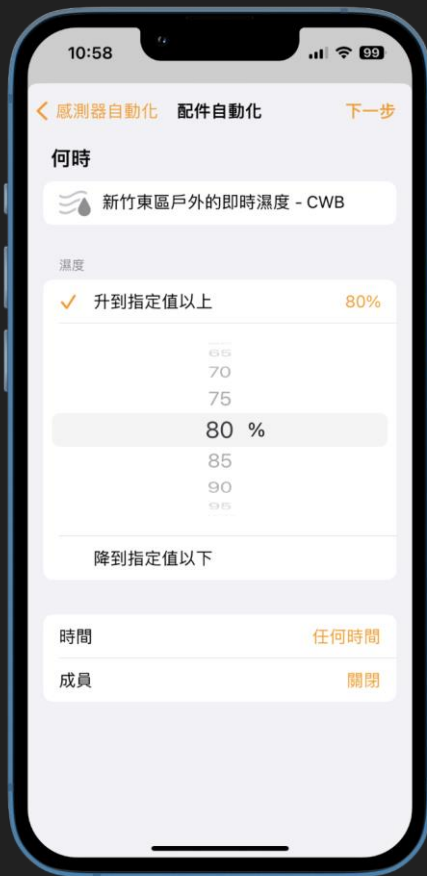 10:58
99
感測器自動化 配件自動化 下一步
何時
新竹東區戶外的即時濕度 - CWB
濕度
升到指定值以上 80%
65
70
75
80 %
85
90
95
降到指定值以下
時間 任何時間
成員 關閉